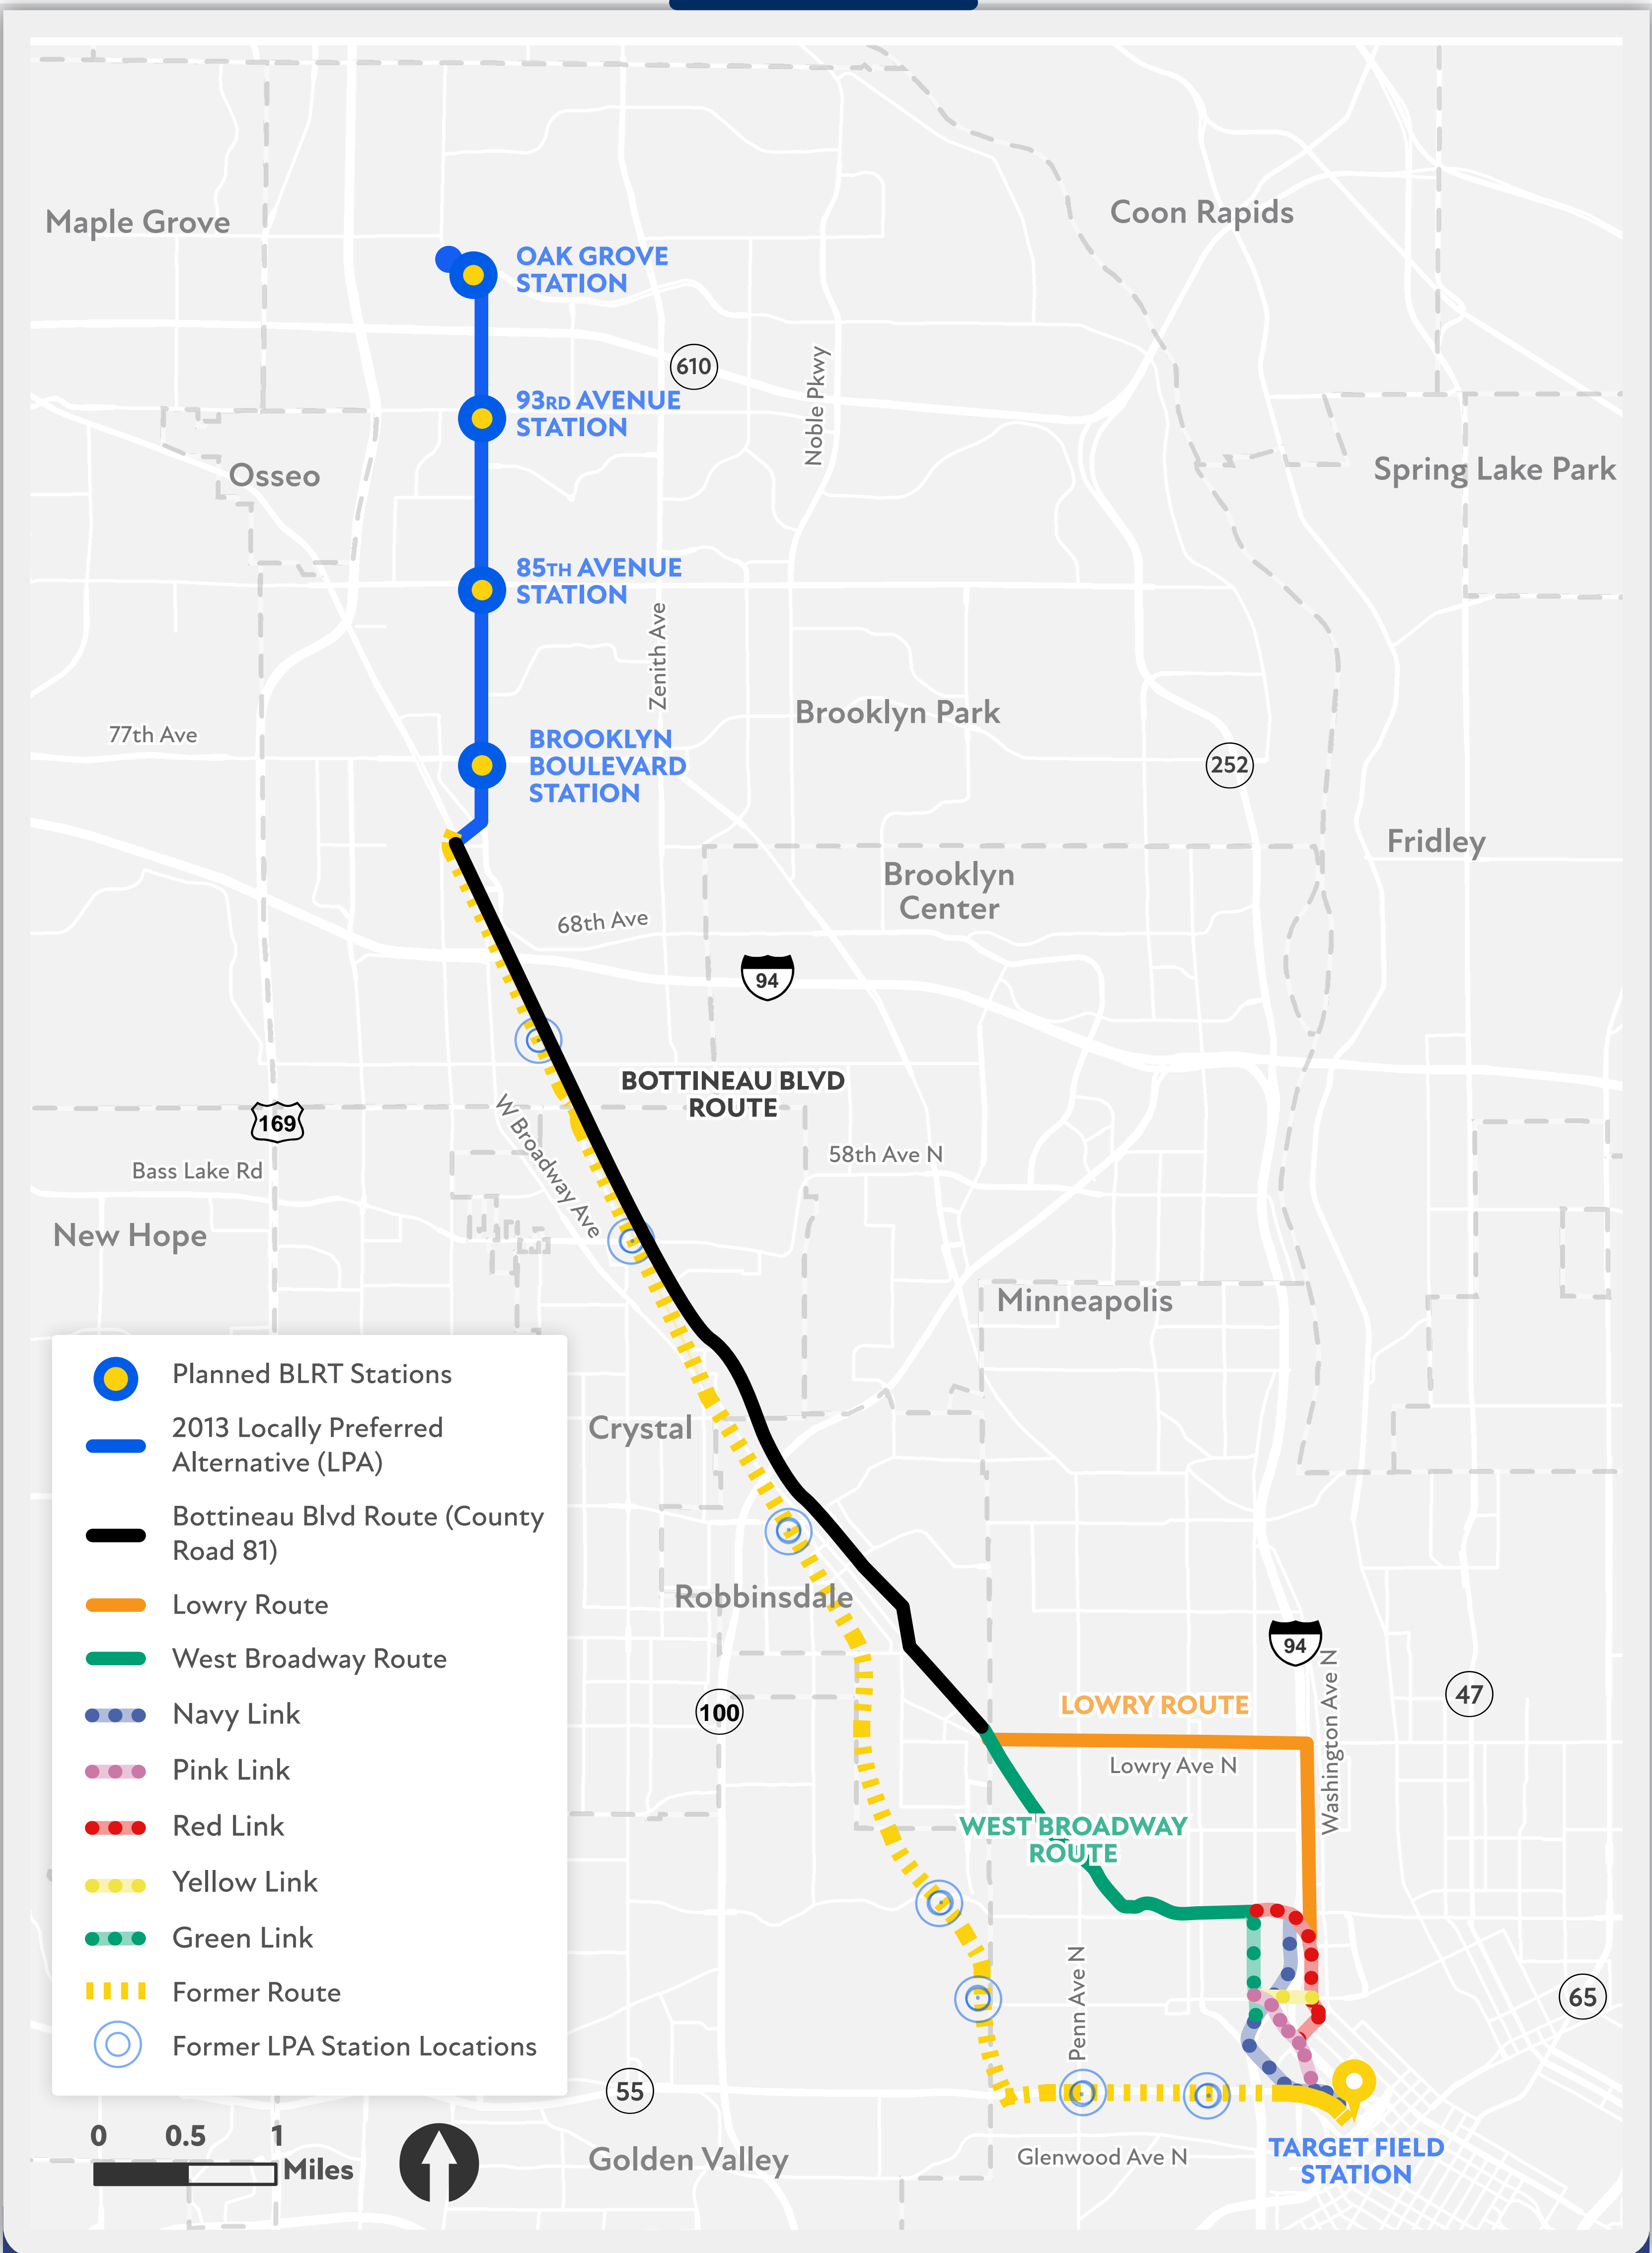 Maple Grove
Coon Rapids
OAK GROVE
STATION
610
Noble Pkwy
93RD AVENUE
STATION
Osseo
Spring Lake Park
85TH AVENUE
STATION
Zenith Ave
Brooklyn Park
77th Ave
BROOKLYN
BOULEVARD
STATION
252
Fridley
Brooklyn
Center
68th Ave
94
BOTTINEAU BLVD
ROUTE
169
W Broadway Ave
58th Ave N
Bass Lake Rd
New Hope
Minneapolis
Crystal
Robbinsdale
94
Washington Ave N
47
100
LOWRY ROUTE
Lowry Ave N
WEST BROADWAY
ROUTE
Penn Ave N
65
55
Golden Valley
Glenwood Ave N
TARGET FIELD
STATION
Planned BLRT Stations
2013 Locally Preferred
Alternative (LPA)
Bottineau Blvd Route (County
Road 81)
Lowry Route
West Broadway Route
Navy Link
Pink Link
Red Link
Yellow Link
Green Link
Former Route
Former LPA Station Locations
0 0.5 1
Miles